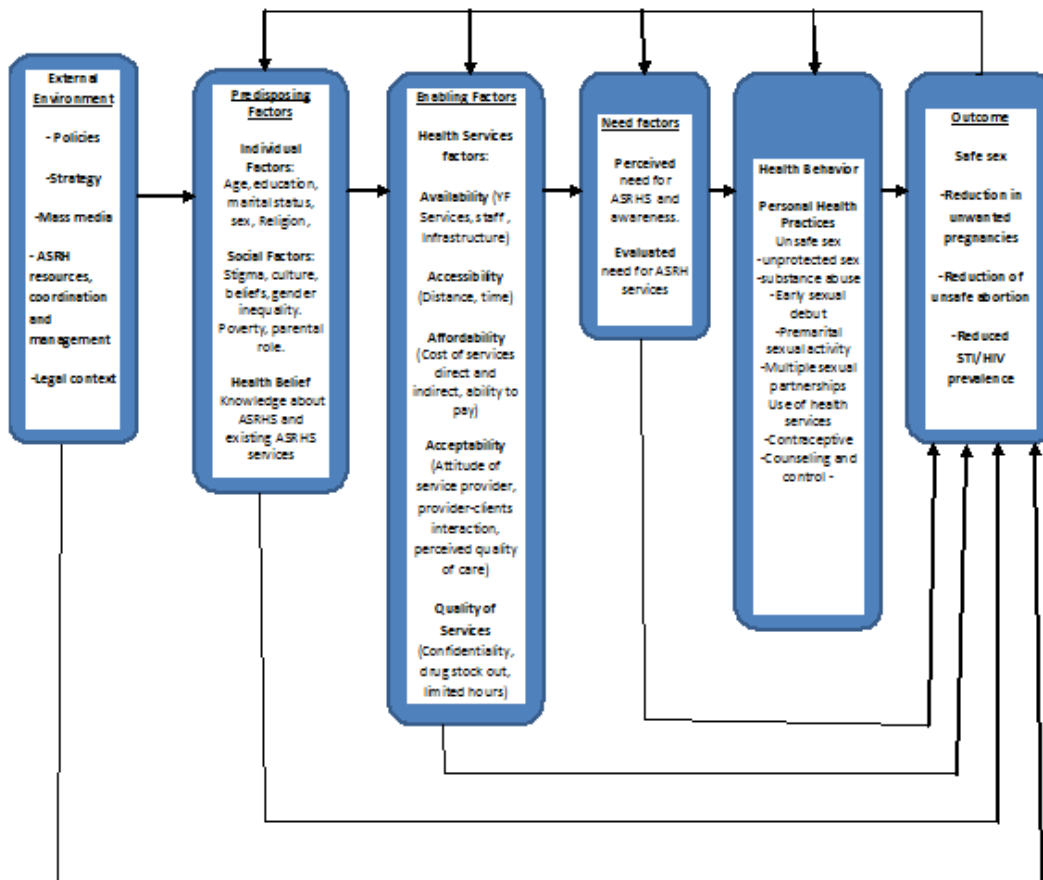 External
Environment
- Policies
-Strategy
-Mass media
- ASRH
resources,
coordination
and
management
-Legal context
Predisposing
Factors
Individual
Factors:
Age, education,
marital status,
sex, Religion,
Social Factors:
Stigma, culture,
beliefs, gender
inequality.
Poverty, parental
role.
Health Belief
Knowledge about
ASRHS and
existing ASRHS
services
Enabling Factors
Health Services
factors:
Availability (YF
Services, staff,
Infrastructure)
Accessibility
(Distance, time)
Affordability
(Cost of services
direct and
indirect, ability to
pay)
Acceptability
(Attitude of
service provider,
provider-clients
interaction,
perceived quality
of care)
Quality of
Services
(Confidentiality,
drug stock out,
limited hours)
Need factors
Perceived
need for
ASRHS and
awareness.
Evaluated
need for ASRH
services
Health Behavior
Personal Health
Practices
Unsafe sex
-unprotected sex
-substance abuse
-Early sexual
debut
-Premarital
sexual activity
-Multiple sexual
partnerships
Use of health
services
-Contraceptive
-Counseling and
control -
Outcome
Safe sex
-Reduction in
unwanted
pregnancies
-Reduction of
unsafe abortion
-Reduced
STI/HIV
prevalence